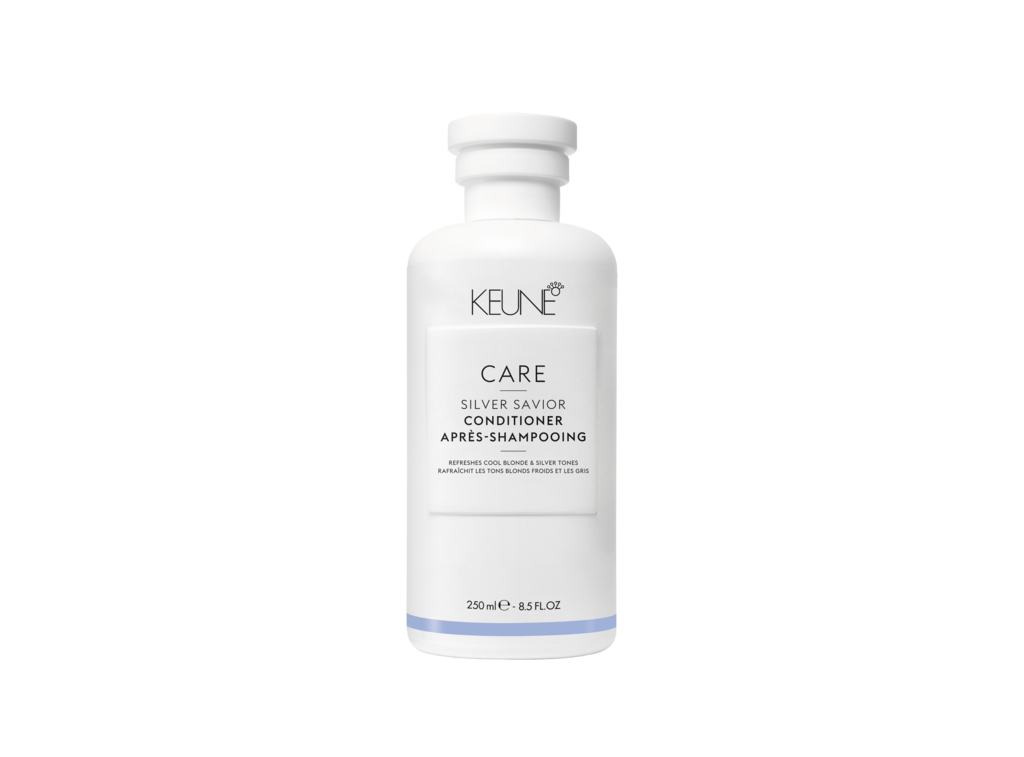 KEUNE
CARE
SILVER SAVIOR
CONDITIONER
APRÈS-SHAMPOOING
REFRESHES COOL BLONDE & SILVER TONES
RAFRAÎCHIT LES TONS BLONDS FROIDS ET LES GRIS
250 ml ℮ - 8.5 FL.OZ